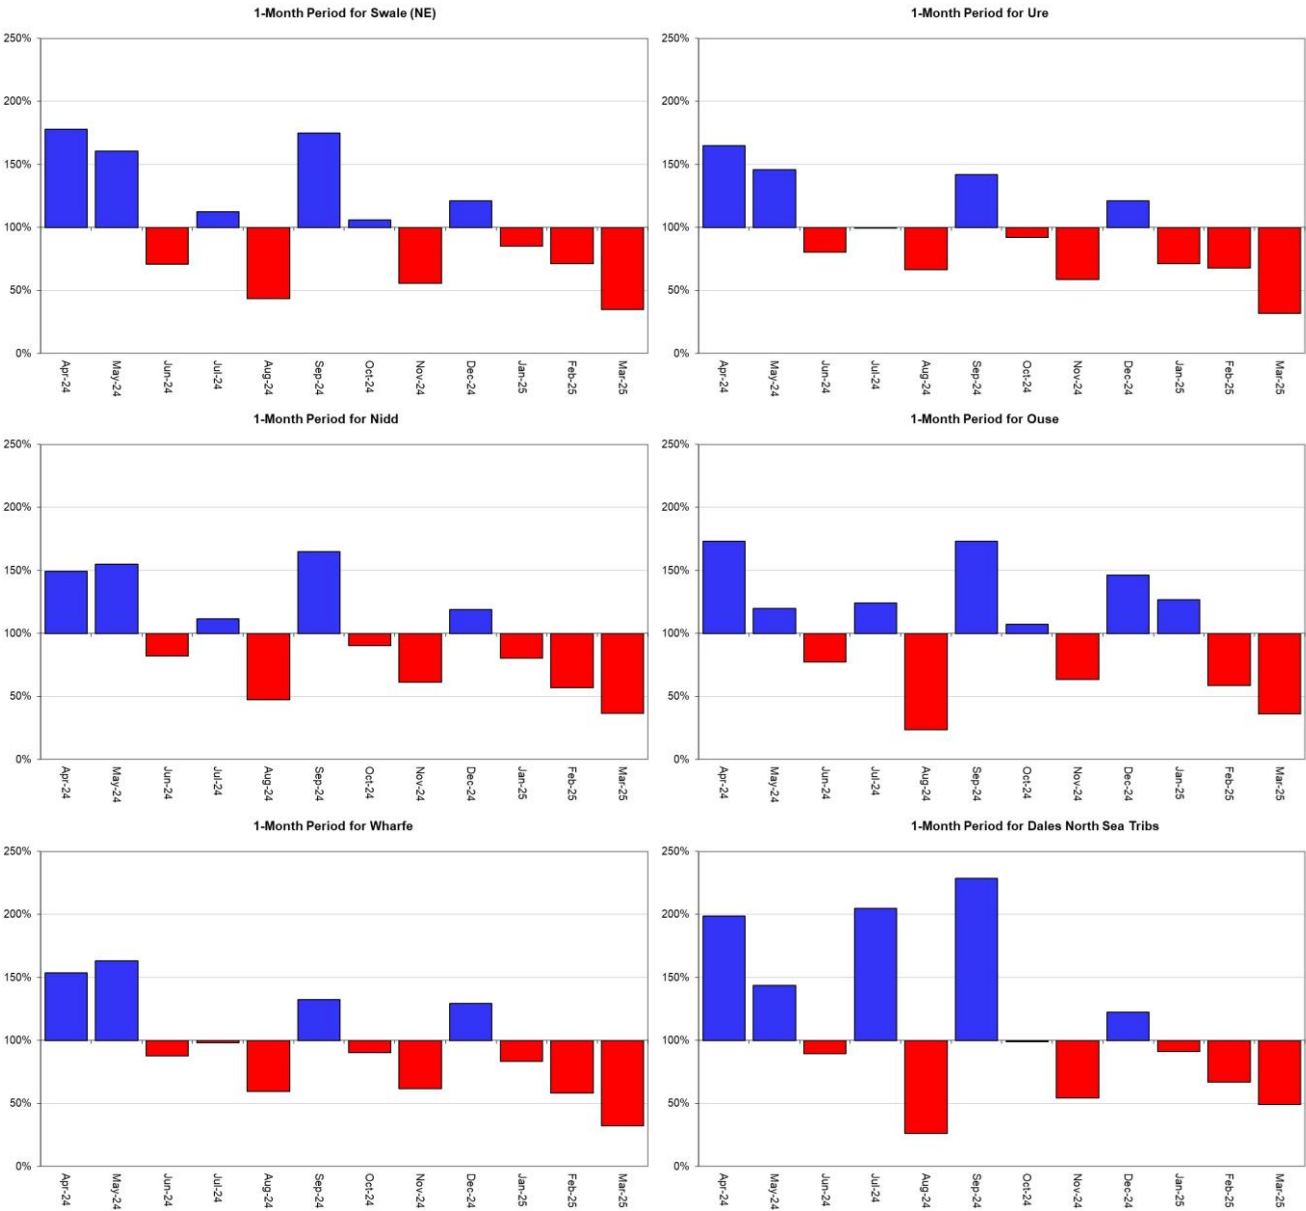 1-Month Period for Swale (NE)
250%
200%
150%
100%
50%
0%
Apr-24
May-24
Jun-24
Jul-24
Aug-24
Sep-24
Oct-24
Nov-24
Dec-24
Jan-25
Feb-25
Mar-25
1-Month Period for Ure
250%
200%
150%
100%
50%
0%
Apr-24
May-24
Jun-24
Jul-24
Aug-24
Sep-24
Oct-24
Nov-24
Dec-24
Jan-25
Feb-25
Mar-25
1-Month Period for Nidd
250%
200%
150%
100%
50%
0%
Apr-24
May-24
Jun-24
Jul-24
Aug-24
Sep-24
Oct-24
Nov-24
Dec-24
Jan-25
Feb-25
Mar-25
1-Month Period for Ouse
250%
200%
150%
100%
50%
0%
Apr-24
May-24
Jun-24
Jul-24
Aug-24
Sep-24
Oct-24
Nov-24
Dec-24
Jan-25
Feb-25
Mar-25
1-Month Period for Wharfe
250%
200%
150%
100%
50%
0%
Apr-24
May-24
Jun-24
Jul-24
Aug-24
Sep-24
Oct-24
Nov-24
Dec-24
Jan-25
Feb-25
Mar-25
1-Month Period for Dales North Sea Tribs
250%
200%
150%
100%
50%
0%
Apr-24
May-24
Jun-24
Jul-24
Aug-24
Sep-24
Oct-24
Nov-24
Dec-24
Jan-25
Feb-25
Mar-25